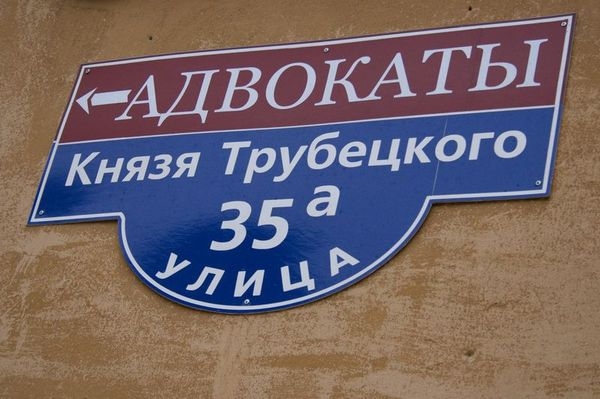 АДВОКАТЫ
Князя Трубецкого
35а
УЛИЦА